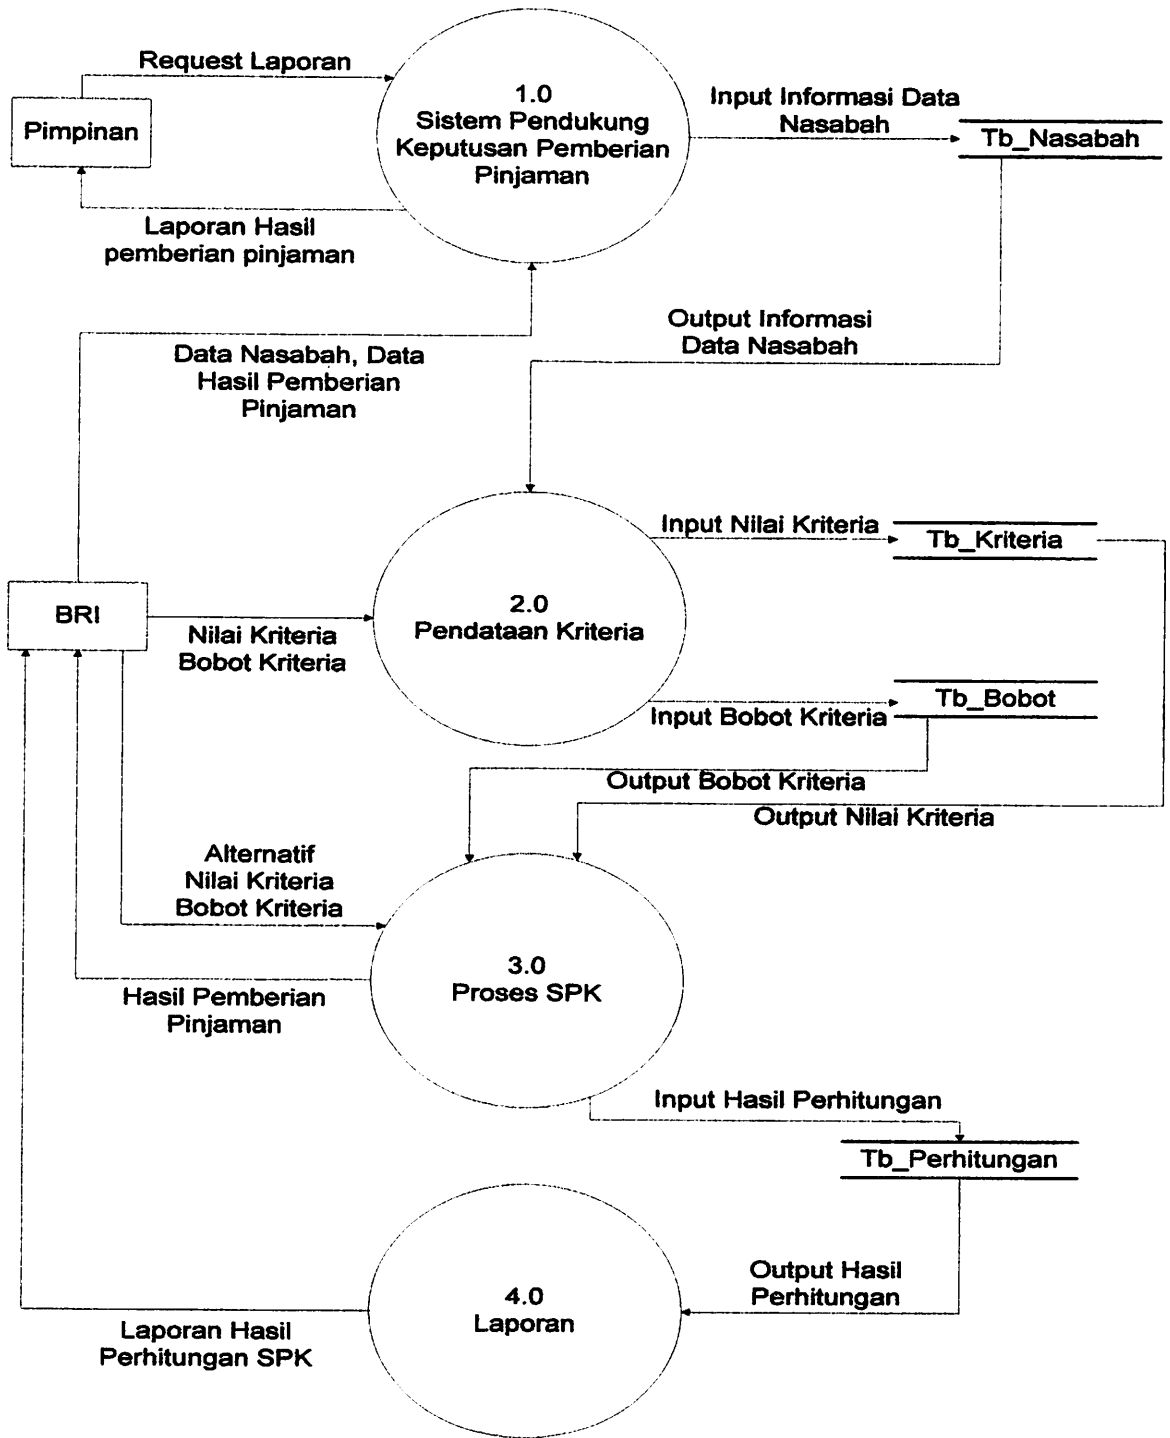 Request Laporan
Pimpinan
1.0
Sistem Pendukung
Keputusan Pemberian
Pinjaman
Input Informasi Data
Nasabah
Tb_Nasabah
Laporan Hasil
pemberian pinjaman
Output Informasi
Data Nasabah
Data Nasabah, Data
Hasil Pemberian
Pinjaman
Input Nilai Kriteria
Tb_Kriteria
BRI
2.0
Pendataan Kriteria
Nilai Kriteria
Bobot Kriteria
Tb_Bobot
Input Bobot Kriteria
Output Bobot Kriteria
Output Nilai Kriteria
Alternatif
Nilai Kriteria
Bobot Kriteria
3.0
Proses SPK
Hasil Pemberian
Pinjaman
Input Hasil Perhitungan
Tb_Perhitungan
Output Hasil
Perhitungan
4.0
Laporan
Laporan Hasil
Perhitungan SPK